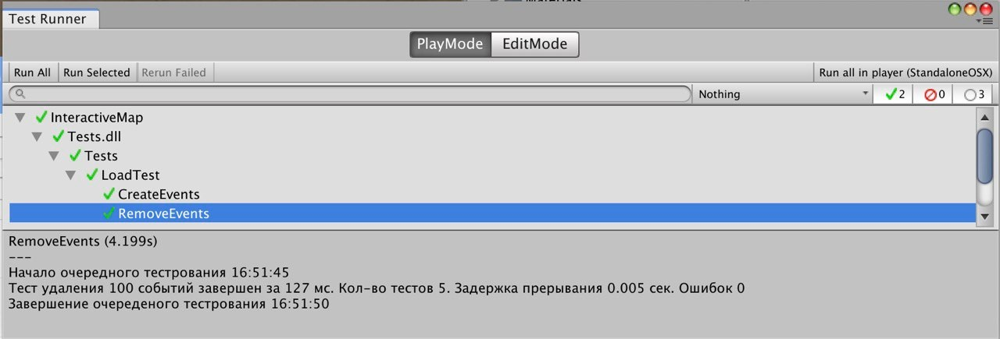 Test Runner
PlayMode EditMode
Run All Run Selected Rerun Failed Run all in player (StandaloneOSX)
Nothing 2 0 3
InteractiveMap
Tests.dll
Tests
LoadTest
CreateEvents
RemoveEvents
RemoveEvents (4.199s)
---
Начало очередного тестрования 16:51:45
Тест удаления 100 событий завершен за 127 мс. Кол-во тестов 5. Задержка прерывания 0.005 сек. Ошибок 0
Завершение очереденого тестрования 16:51:50